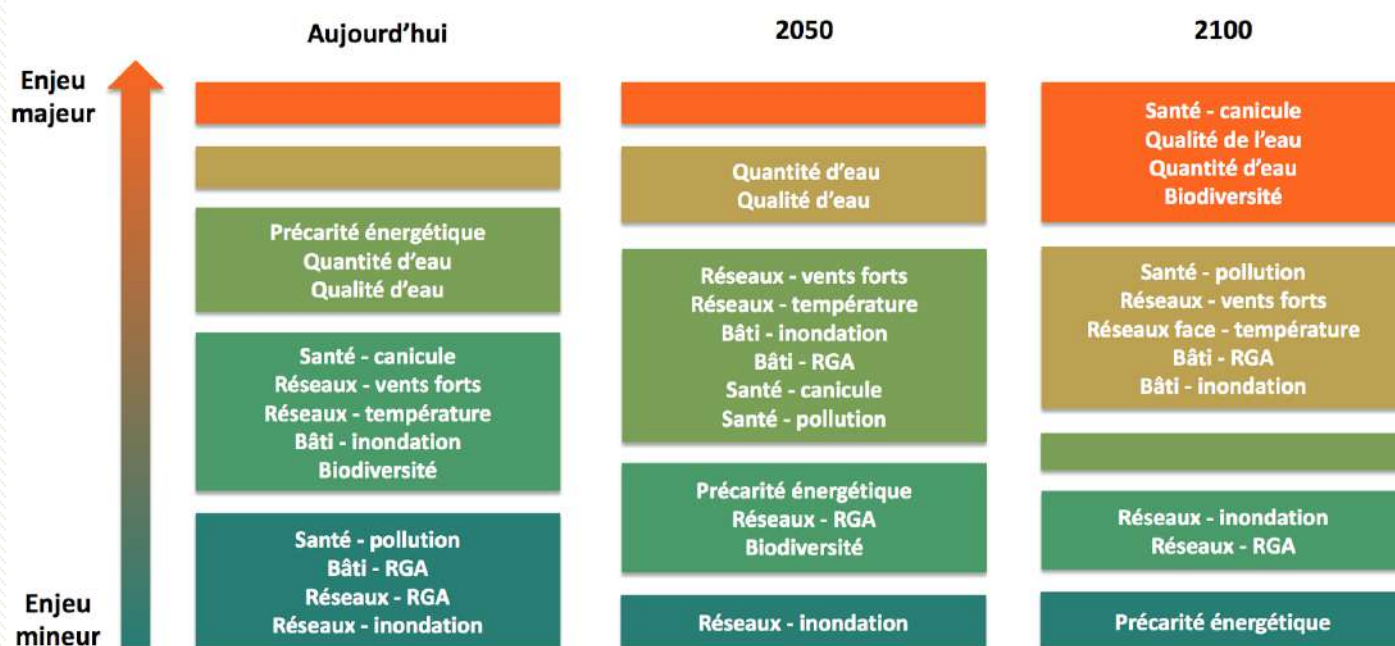 Aujourd'hui
2050
2100
Enjeu
majeur
Enjeu
mineur
Précarité énergétique
Quantité d'eau
Qualité d'eau
Santé - canicule
Réseaux - vents forts
Réseaux - température
Bâti - inondation
Biodiversité
Santé - pollution
Bâti - RGA
Réseaux - RGA
Réseaux - inondation
Quantité d'eau
Qualité d'eau
Réseaux - vents forts
Réseaux - température
Bâti - inondation
Bâti - RGA
Santé - canicule
Santé - pollution
Précarité énergétique
Réseaux - RGA
Biodiversité
Réseaux - inondation
Santé - canicule
Qualité de l'eau
Quantité d'eau
Biodiversité
Santé - pollution
Réseaux - vents forts
Réseaux face - température
Bâti - RGA
Bâti - inondation
Réseaux - inondation
Réseaux - RGA
Précarité énergétique